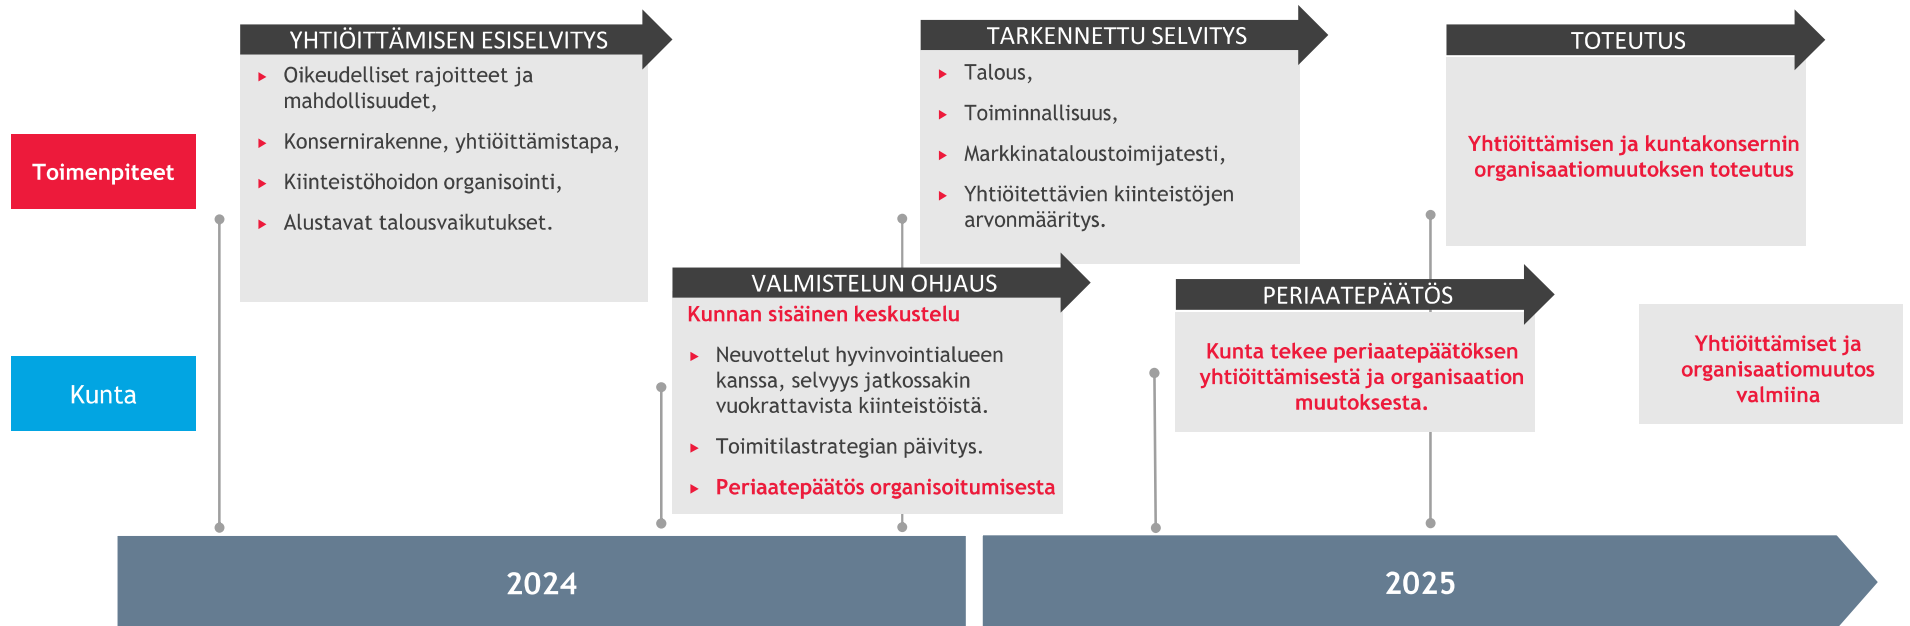 YHTIÖITTÄMISEN ESISELVITYS
Oikeudelliset rajoitteet ja
mahdollisuudet,
Konsernirakenne, yhtiöittämistapa,
Kiinteistöhoidon organisointi,
Alustavat talousvaikutukset.
TARKENNETTU SELVITYS
Talous,
Toiminnallisuus,
Markkinataloustoimijatesti,
Yhtiöitettävien kiinteistöjen
arvonmääritys.
TOTEUTUS
Yhtiöittämisen ja kuntakonsernin
organisaatiomuutoksen toteutus
Toimenpiteet
VALMISTELUN OHJAUS
Kunnan sisäinen keskustelu
Neuvottelut hyvinvointialueen
kanssa, selvyys jatkossakin
vuokrattavista kiinteistöistä.
Toimitilastrategian päivitys.
Periaatepäätös organisoitumisesta
PERIAATEPÄÄTÖS
Kunta tekee periaatepäätöksen
yhtiöittämisestä ja organisaation
muutoksesta.
Yhtiöittämiset ja
organisaatiomuutos
valmiina
Kunta
2024
2025